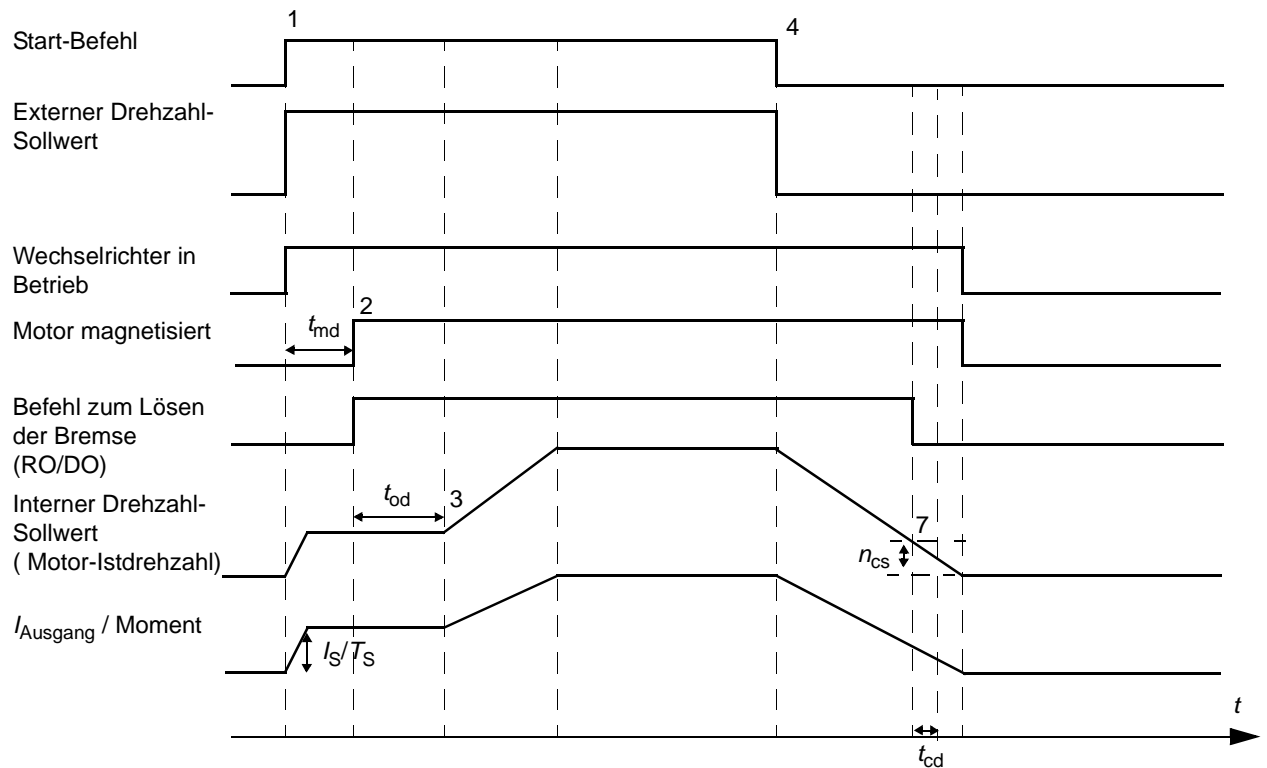 1
Start-Befehl
4
Externer Drehzahl-
Sollwert
Wechselrichter in
Betrieb
2
Motor magnetisiert
tmd
Befehl zum Lösen
der Bremse
(RO/DO)
tod
3
Interner Drehzahl-
Sollwert
( Motor-Istdrehzahl)
7
ncs
IAusgang / Moment
IS/TS
t
tcd